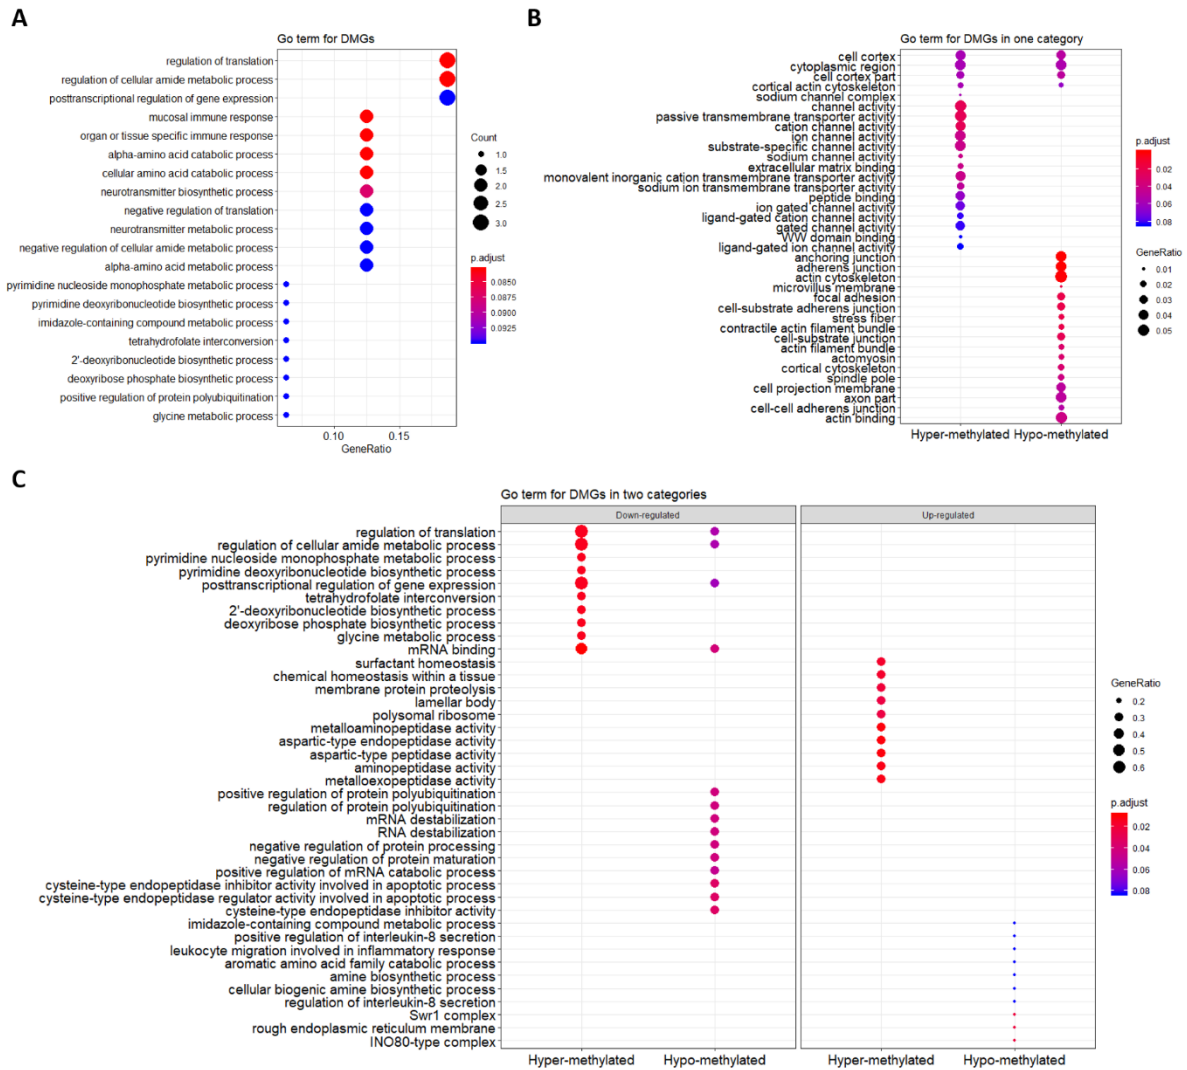 A
Go term for DMGs
regulation of translation
regulation of cellular amide metabolic process
posttranscriptional regulation of gene expression
mucosal immune response
organ or tissue specific immune response
alpha-amino acid catabolic process
cellular amino acid catabolic process
neurotransmitter biosynthetic process
negative regulation of translation
neurotransmitter metabolic process
negative regulation of cellular amide metabolic process
alpha-amino acid metabolic process
pyrimidine nucleoside monophosphate metabolic process
pyrimidine deoxyribonucleotide biosynthetic process
imidazole-containing compound metabolic process
tetrahydrofolate interconversion
2'-deoxyribonucleotide biosynthetic process
deoxyribose phosphate biosynthetic process
positive regulation of protein polyubiquitination
glycine metabolic process
0.10 0.15
GeneRatio
Count
1.0
1.5
2.0
2.5
3.0
p.adjust
0.0850
0.0875
0.0900
0.0925
B
Go term for DMGs in one category
cell cortex
cytoplasmic region
cell cortex part
cortical actin cytoskeleton
sodium channel complex
channel activity
passive transmembrane transporter activity
cation channel activity
ion channel activity
substrate-specific channel activity
sodium channel activity
extracellular matrix binding
monovalent inorganic cation transmembrane transporter activity
sodium ion transmembrane transporter activity
peptide binding
ion gated channel activity
ligand-gated cation channel activity
gated channel activity
WW domain binding
ligand-gated ion channel activity
anchoring junction
adherens junction
actin cytoskeleton
microvillus membrane
focal adhesion
cell-substrate adherens junction
stress fiber
contractile actin filament bundle
cell-substrate junction
actin filament bundle
actomyosin
cortical cytoskeleton
spindle pole
cell projection membrane
axon part
cell-cell adherens junction
actin binding
Hyper-methylated Hypo-methylated
p.adjust
0.02
0.04
0.06
0.08
GeneRatio
0.01
0.02
0.03
0.04
0.05
C
Go term for DMGs in two categories
Down-regulated Up-regulated
regulation of translation
regulation of cellular amide metabolic process
pyrimidine nucleoside monophosphate metabolic process
pyrimidine deoxyribonucleotide biosynthetic process
posttranscriptional regulation of gene expression
tetrahydrofolate interconversion
2'-deoxyribonucleotide biosynthetic process
deoxyribose phosphate biosynthetic process
glycine metabolic process
mRNA binding
surfactant homeostasis
chemical homeostasis within a tissue
membrane protein proteolysis
lamellar body
polysomal ribosome
metalloaminopeptidase activity
aspartic-type endopeptidase activity
aspartic-type peptidase activity
aminopeptidase activity
metalloexopeptidase activity
positive regulation of protein polyubiquitination
regulation of protein polyubiquitination
mRNA destabilization
RNA destabilization
negative regulation of protein processing
negative regulation of protein maturation
positive regulation of mRNA catabolic process
cysteine-type endopeptidase inhibitor activity involved in apoptotic process
cysteine-type endopeptidase regulator activity involved in apoptotic process
cysteine-type endopeptidase inhibitor activity
imidazole-containing compound metabolic process
positive regulation of interleukin-8 secretion
leukocyte migration involved in inflammatory response
aromatic amino acid family catabolic process
amine biosynthetic process
cellular biogenic amine biosynthetic process
regulation of interleukin-8 secretion
Swr1 complex
rough endoplasmic reticulum membrane
INO80-type complex
Hyper-methylated Hypo-methylated Hyper-methylated Hypo-methylated
GeneRatio
0.2
0.3
0.4
0.5
0.6
p.adjust
0.02
0.04
0.06
0.08